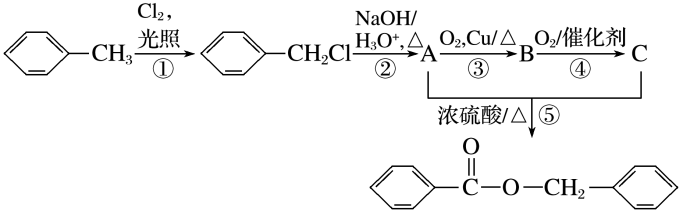 Cl₂,
光照
①
CH₃
CH₂Cl
NaOH/
H₃O⁺,△
②
A
O₂,Cu/△
③
B
O₂/催化剂
④
C
浓硫酸/△
⑤
O
C—O—CH₂